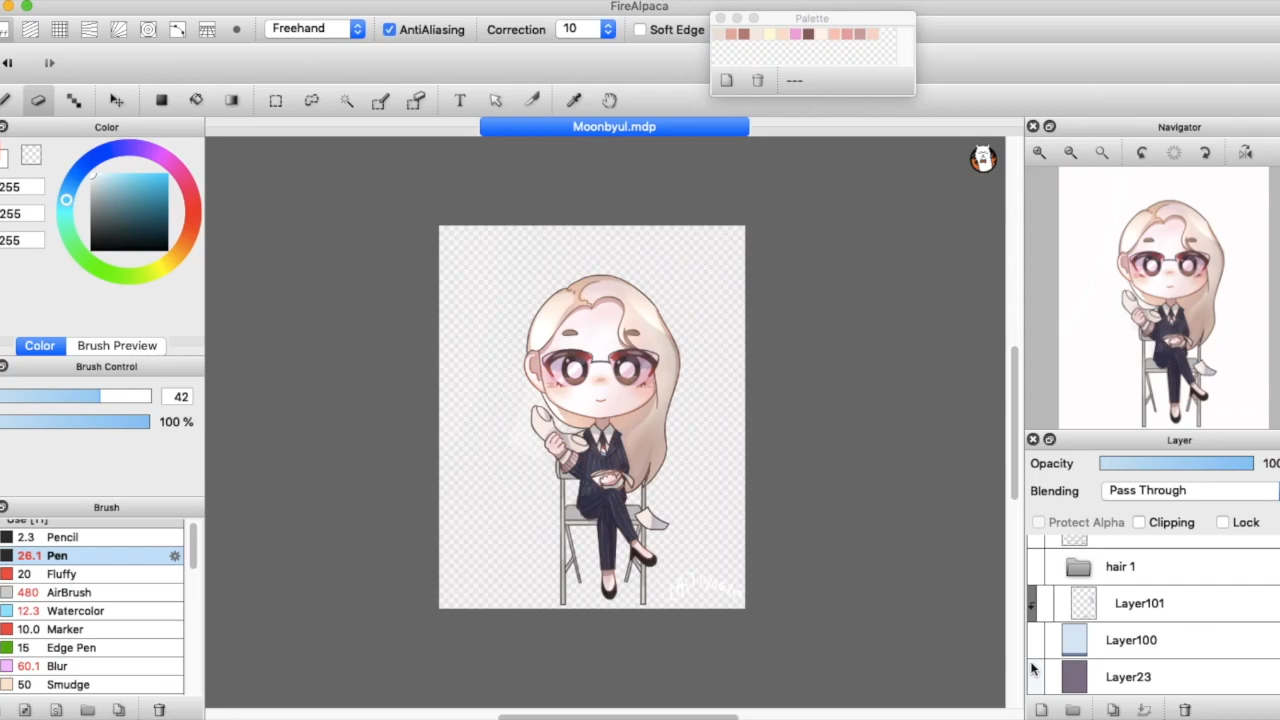 FireAlpaca
Freehand
AntiAliasing
Correction
10
Soft Edge
Palette
---
T
Moonbyul.mdp
Color
255
255
255
Color
Brush Preview
Brush Control
42
100 %
Brush
2.3 Pencil
26.1 Pen
20 Fluffy
480 AirBrush
12.3 Watercolor
10.0 Marker
15 Edge Pen
60.1 Blur
50 Smudge
Navigator
Layer
Opacity
100
Blending
Pass Through
Protect Alpha
Clipping
Lock
hair 1
Layer101
Layer100
Layer23